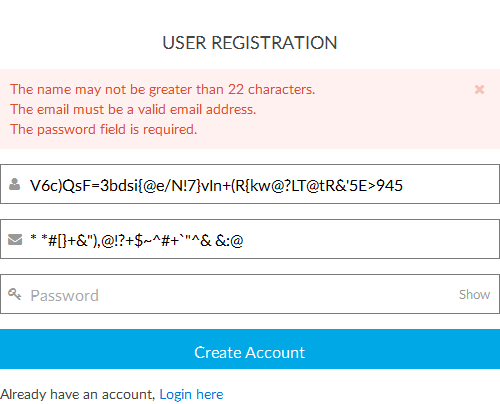 USER REGISTRATION
The name may not be greater than 22 characters.
The email must be a valid email address.
The password field is required.
V6c)QsF=3bdsi{@e/N!7}vIn+(R{kw@?LT@tR&'5E>945
* *#[}+&"),@!?+$~^#+`"^& &:@
Password
Show
Create Account
Already have an account, Login here